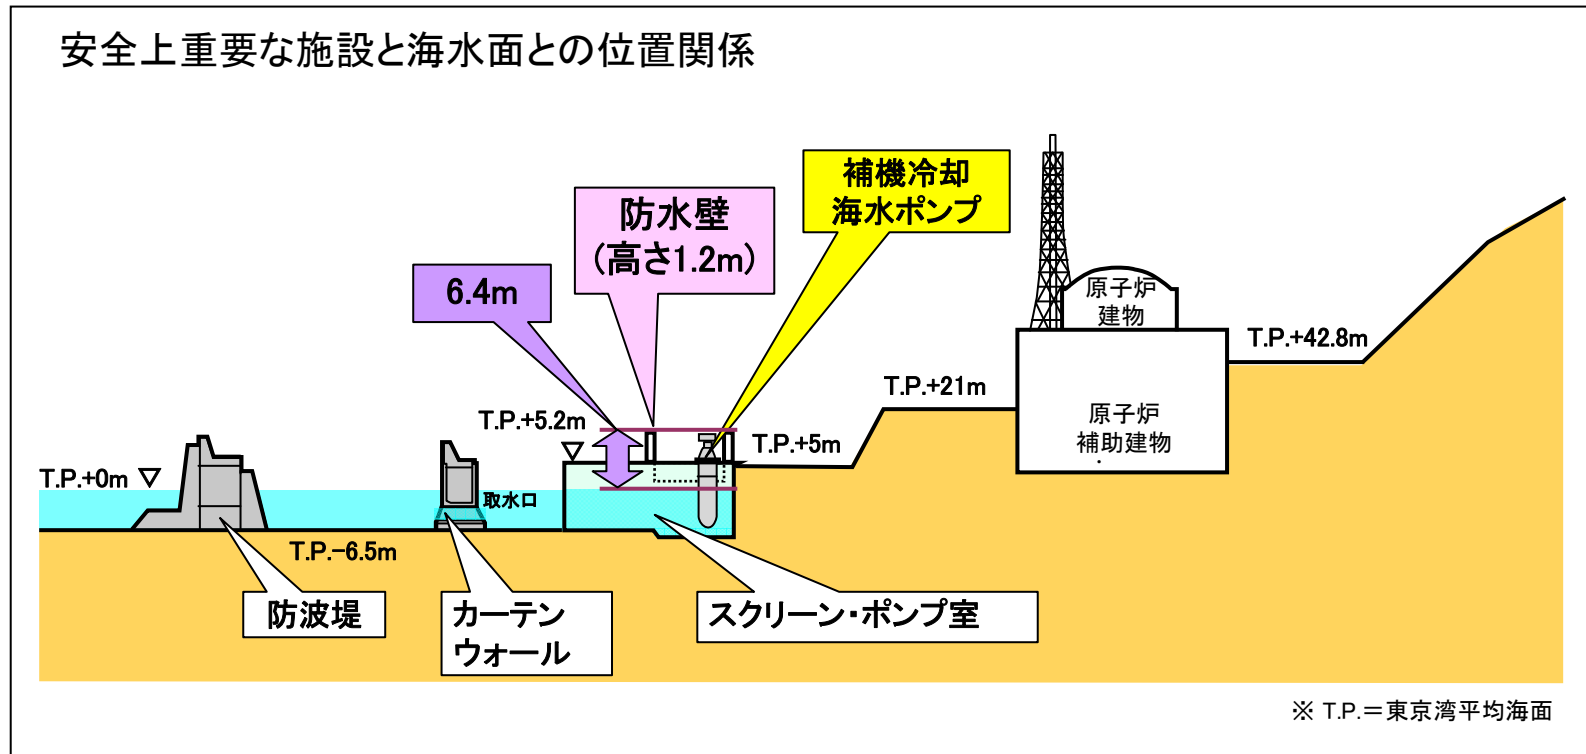 安全上重要な施設と海水面との位置関係
補機冷却
海水ポンプ
防水壁
(高さ1.2m)
6.4m
原子炉
建物
T.P.+42.8m
T.P.+21m
原子炉
補助建物
T.P.+5.2m
T.P.+5m
T.P.+0m
取水口
T.P.-6.5m
防波堤
カーテン
ウォール
スクリーン・ポンプ室
※ T.P.＝東京湾平均海面